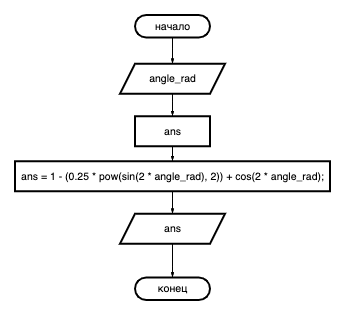 начало
angle_rad
ans
ans = 1 - (0.25 * pow(sin(2 * angle_rad), 2)) + cos(2 * angle_rad);
ans
конец